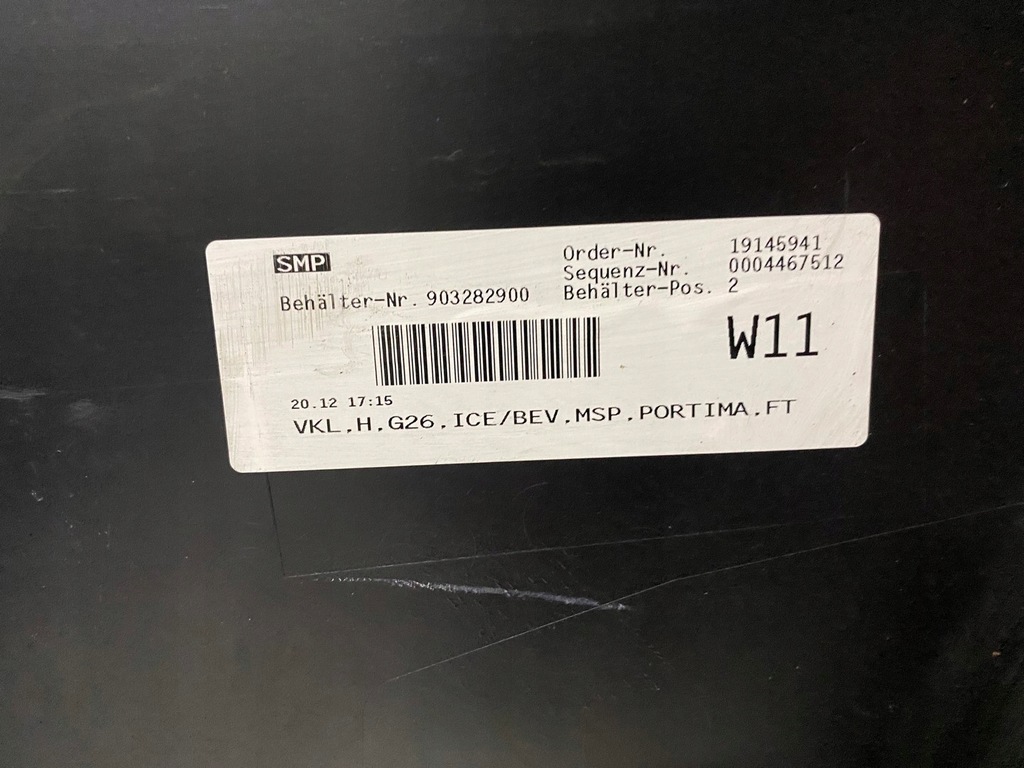 SMP
Order-Nr. 19145941
Sequenz-Nr. 0004467512
Behälter-Nr. 903282900
Behälter-Pos. 2
W11
20.12 17:15
VKL.H.G26.ICE/BEV.MSP.PORTIMA.FT